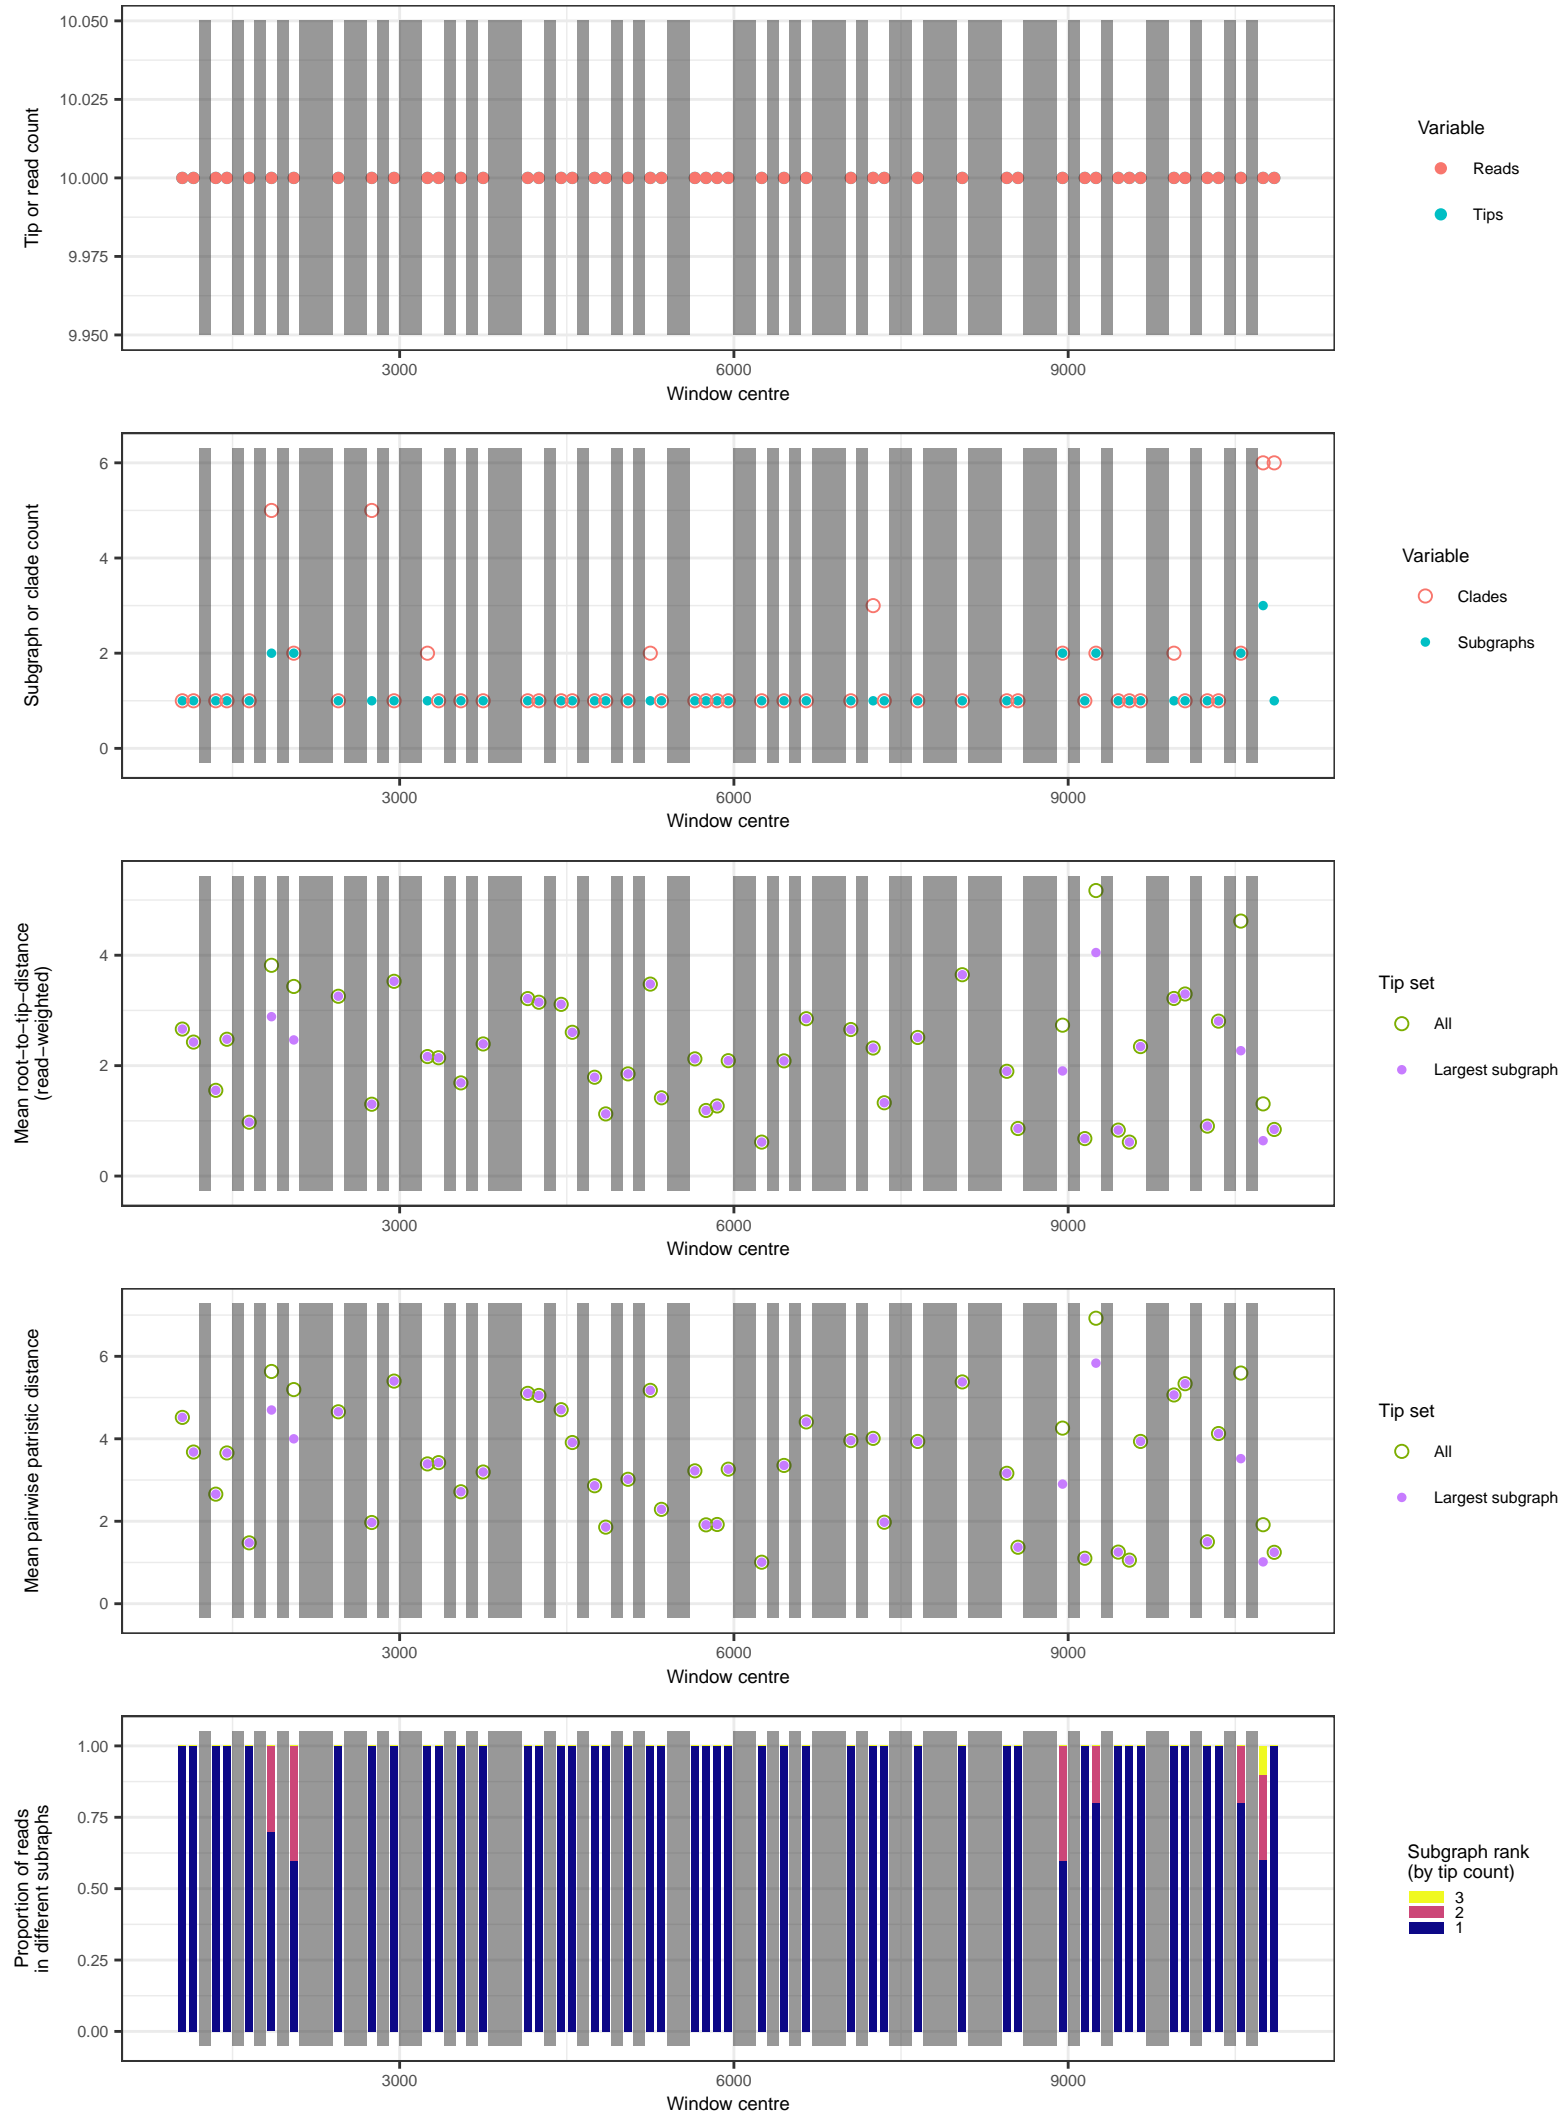 10.050
10.025
10.000
9.975
9.950
Tip or read count
3000
6000
9000
Window centre
Variable
Reads
Tips
6
4
2
0
Subgraph or clade count
3000
6000
9000
Window centre
Variable
Clades
Subgraphs
4
2
0
Mean root−to−tip−distance
(read−weighted)
3000
6000
9000
Window centre
Tip set
All
Largest subgraph
6
4
2
0
Mean pairwise patristic distance
3000
6000
9000
Window centre
Tip set
All
Largest subgraph
1.00
0.75
0.50
0.25
0.00
Proportion of reads
in different subraphs
3000
6000
9000
Window centre
Subgraph rank
(by tip count)
3
2
1